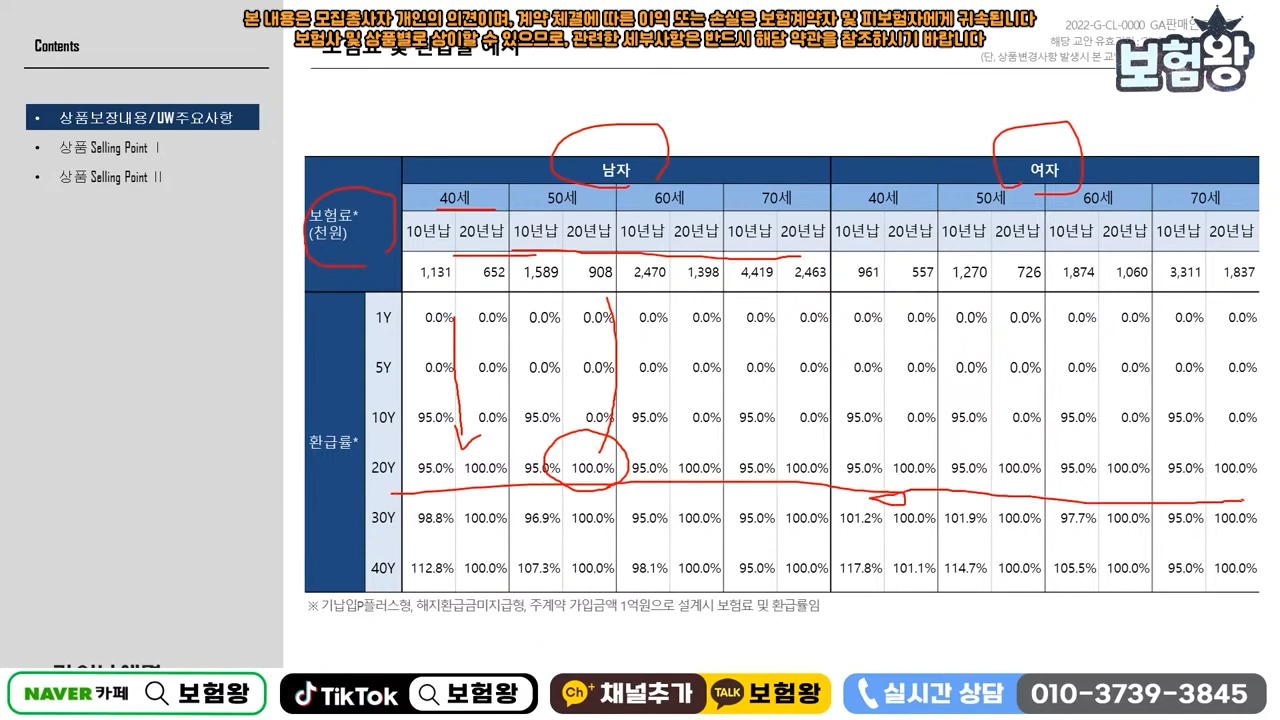 본 내용은 모집종사자 개인의 의견이며, 계약 체결에 따른 이익 또는 손실은 보험계약자 및 피보험자에게 귀속됩니다
보험사 및 상품별로 상이할 수 있으므로, 관련한 세부사항은 반드시 해당 약관을 참조하시기 바랍니다
2022-G-CL-0000 GA판매인
해당 교안 유효기간
(단, 상품변경사항 발생시 본 교
보험왕
Contents
• 상품보장내용/UW주요사항
• 상품 Selling Point Ⅰ
• 상품 Selling Point Ⅱ
보험료* (천원) 남자 여자
40세 50세 60세 70세 40세 50세 60세 70세
10년납 20년납 10년납 20년납 10년납 20년납 10년납 20년납 10년납 20년납 10년납 20년납 10년납 20년납 10년납 20년납
1,131 652 1,589 908 2,470 1,398 4,419 2,463 961 557 1,270 726 1,874 1,060 3,311 1,837
환급률*
1Y 0.0% 0.0% 0.0% 0.0% 0.0% 0.0% 0.0% 0.0% 0.0% 0.0% 0.0% 0.0% 0.0% 0.0% 0.0% 0.0%
5Y 0.0% 0.0% 0.0% 0.0% 0.0% 0.0% 0.0% 0.0% 0.0% 0.0% 0.0% 0.0% 0.0% 0.0% 0.0% 0.0%
10Y 95.0% 0.0% 95.0% 0.0% 95.0% 0.0% 95.0% 0.0% 95.0% 0.0% 95.0% 0.0% 95.0% 0.0% 95.0% 0.0%
20Y 95.0% 100.0% 95.0% 100.0% 95.0% 100.0% 95.0% 100.0% 95.0% 100.0% 95.0% 100.0% 95.0% 100.0% 95.0% 100.0%
30Y 98.8% 100.0% 96.9% 100.0% 95.0% 100.0% 95.0% 100.0% 101.2% 100.0% 101.9% 100.0% 97.7% 100.0% 95.0% 100.0%
40Y 112.8% 100.0% 107.3% 100.0% 98.1% 100.0% 95.0% 100.0% 117.8% 101.1% 114.7% 100.0% 105.5% 100.0% 95.0% 100.0%
※ 기납입P플러스형, 해지환급금미지급형, 주계약 가입금액 1억원으로 설계시 보험료 및 환급률임
NAVER 카페 보험왕
TikTok 보험왕
Ch+ 채널추가 TALK 보험왕
실시간 상담 010-3739-3845